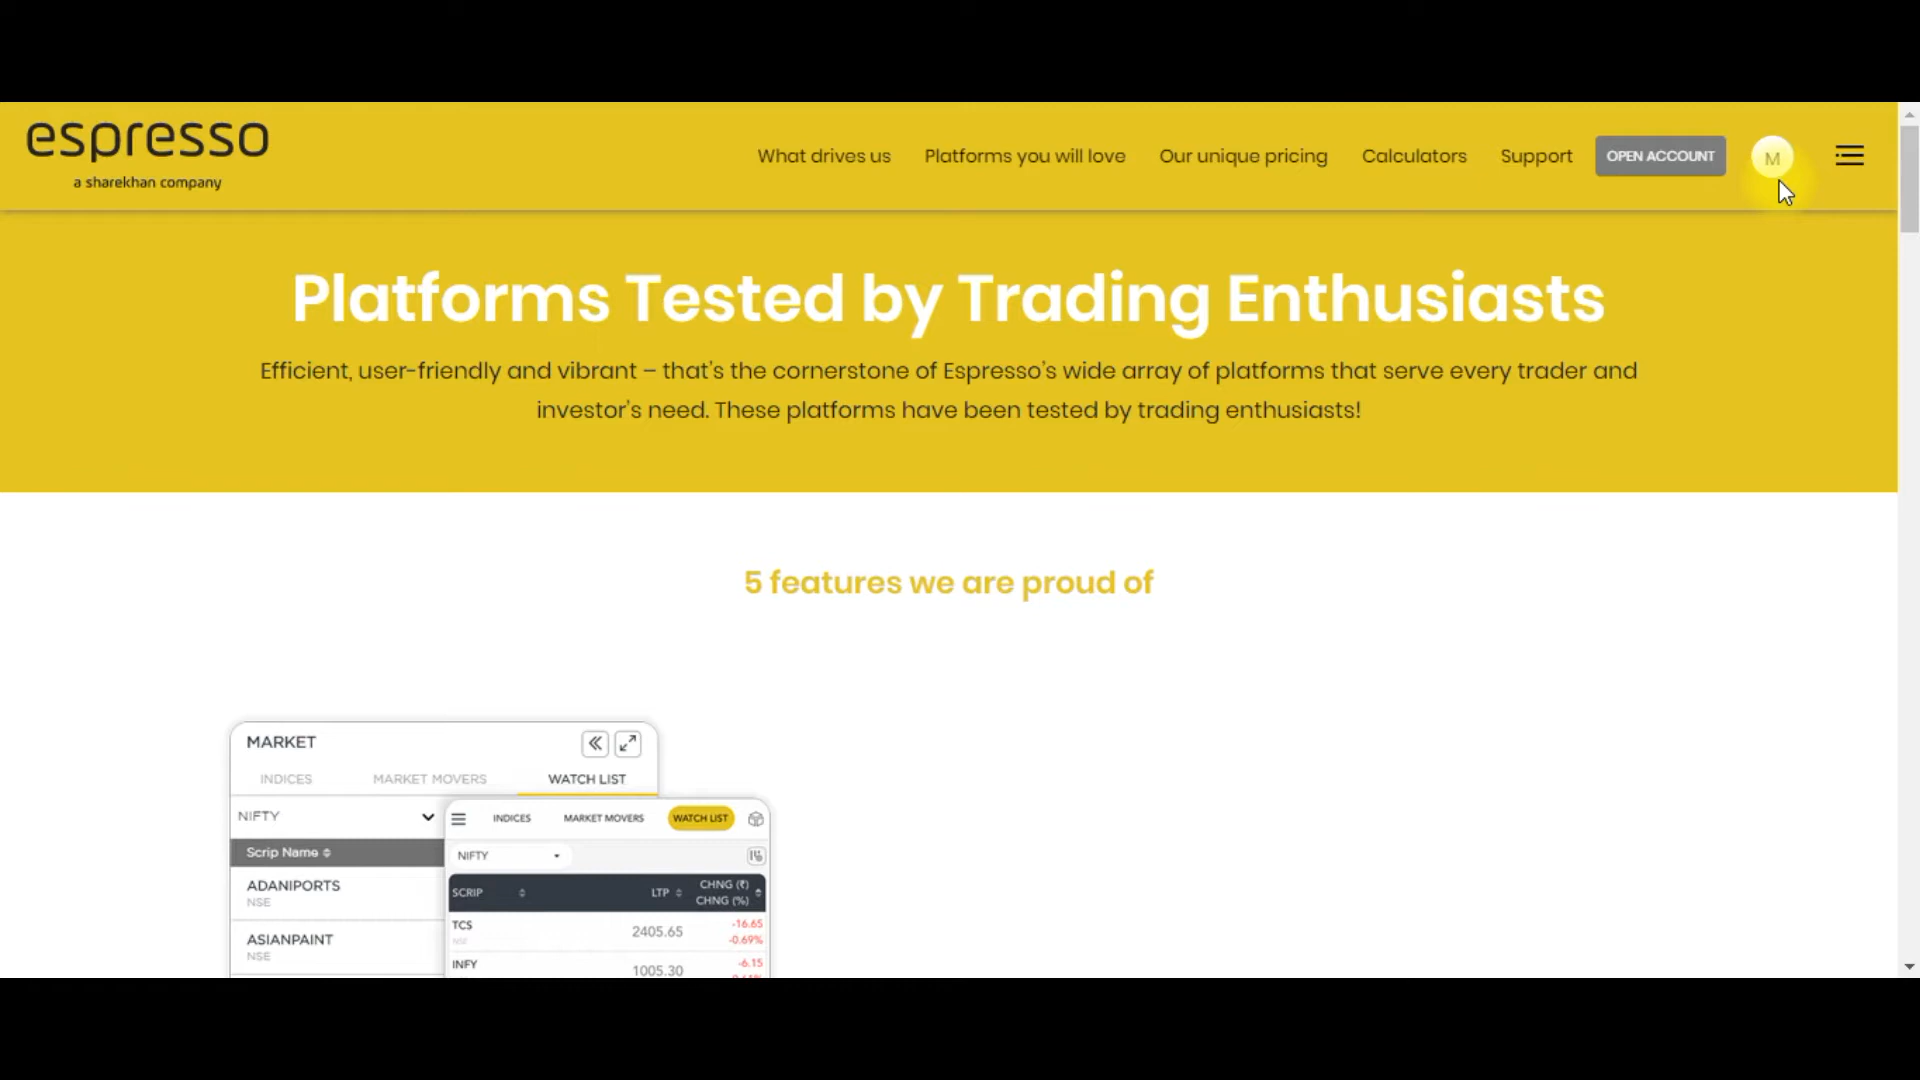 espresso
a sharekhan company
What drives us
Platforms you will love
Our unique pricing
Calculators
Support
OPEN ACCOUNT
M
Platforms Tested by Trading Enthusiasts
Efficient, user-friendly and vibrant – that's the cornerstone of Espresso's wide array of platforms that serve every trader and
investor's need. These platforms have been tested by trading enthusiasts!
5 features we are proud of
MARKET
INDICES
MARKET MOVERS
WATCH LIST
NIFTY
Scrip Name
ADANIPORTS
NSE
ASIANPAINT
NSE
INDICES
MARKET MOVERS
WATCH LIST
NIFTY
SCRIP
LTP
CHNG (₹)
CHNG (%)
TCS
NSE
2405.65
-16.65
-0.69%
INFY
1005.30
-6.15